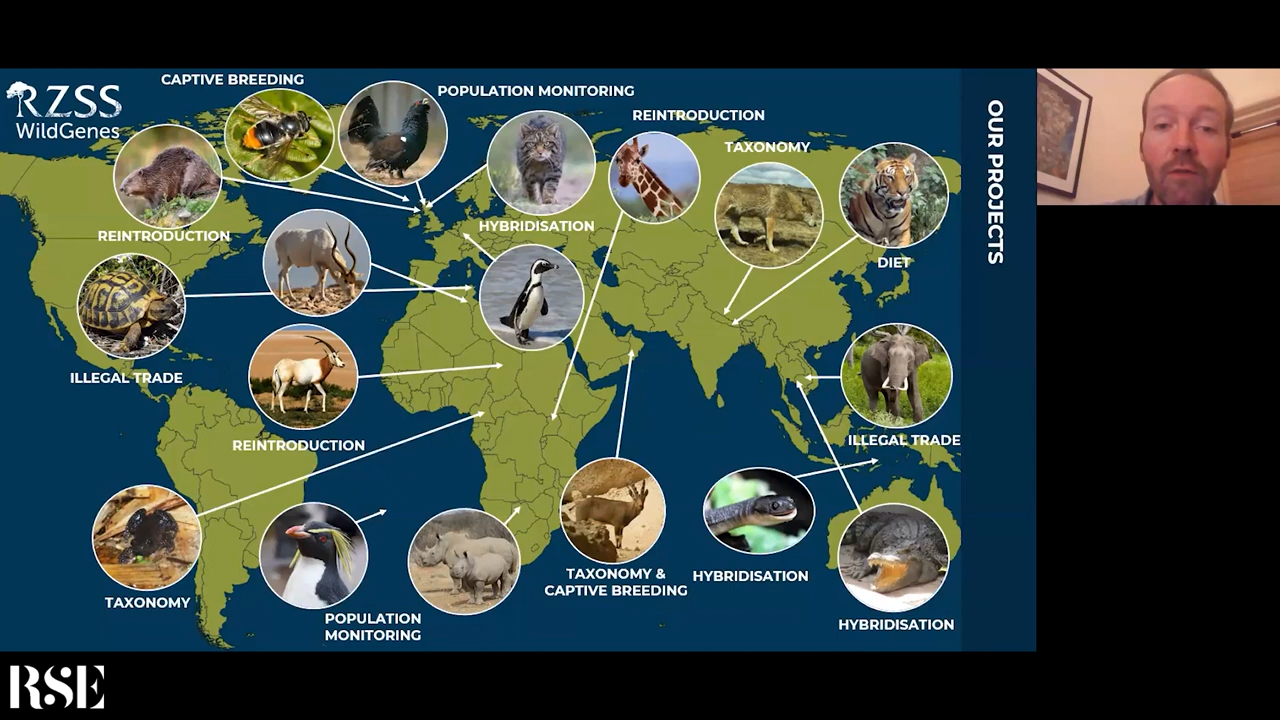 RZSS
WildGenes
CAPTIVE BREEDING
POPULATION MONITORING
REINTRODUCTION
TAXONOMY
OUR PROJECTS
REINTRODUCTION
HYBRIDISATION
DIET
ILLEGAL TRADE
REINTRODUCTION
ILLEGAL TRADE
TAXONOMY
POPULATION
MONITORING
TAXONOMY &
CAPTIVE BREEDING
HYBRIDISATION
HYBRIDISATION
RSE